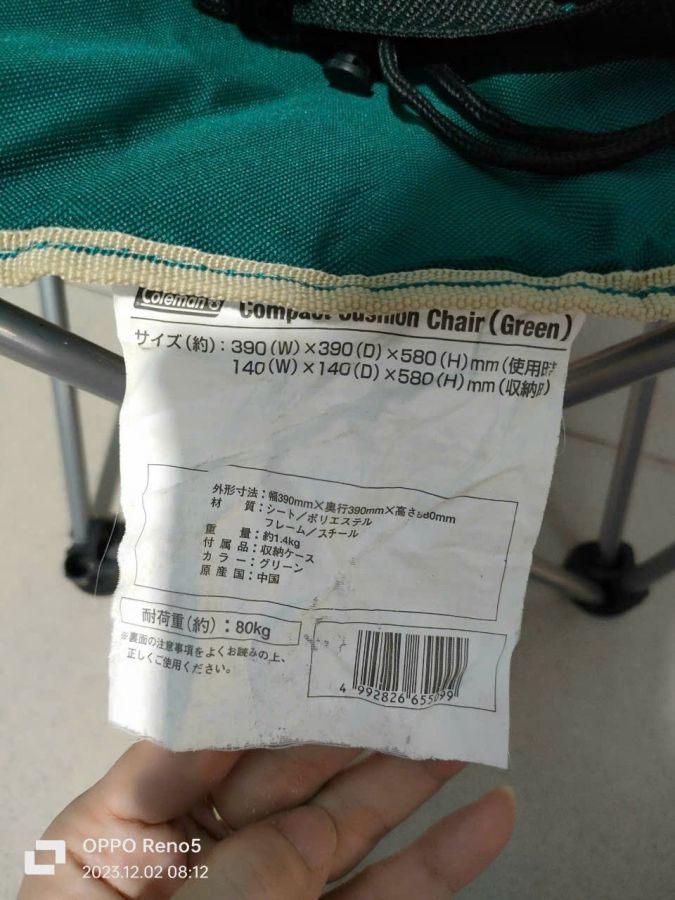 Coleman
Compact Cushion Chair (Green)
サイズ(約):390(W)×390(D)×580(H)mm(使用時
140(W)×140(D)×580(H)mm(収納時)
外形寸法:幅390mm×奥行390mm×高さ580mm
材 質:シート/ポリエステル
フレーム/スチール
重 量:約1.4kg
付属品:収納ケース
カラー:グリーン
原産国:中国
耐荷重(約):80kg
※裏面の注意事項をよくお読みの上、
正しくご使用ください。
4 992826 655099
OPPO Reno5
2023.12.02 08:12